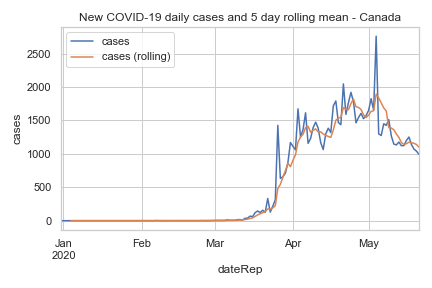 New COVID-19 daily cases and 5 day rolling mean - Canada
cases
cases (rolling)
2500
2000
1500
1000
500
0
cases
Jan
2020
Feb
Mar
Apr
May
dateRep